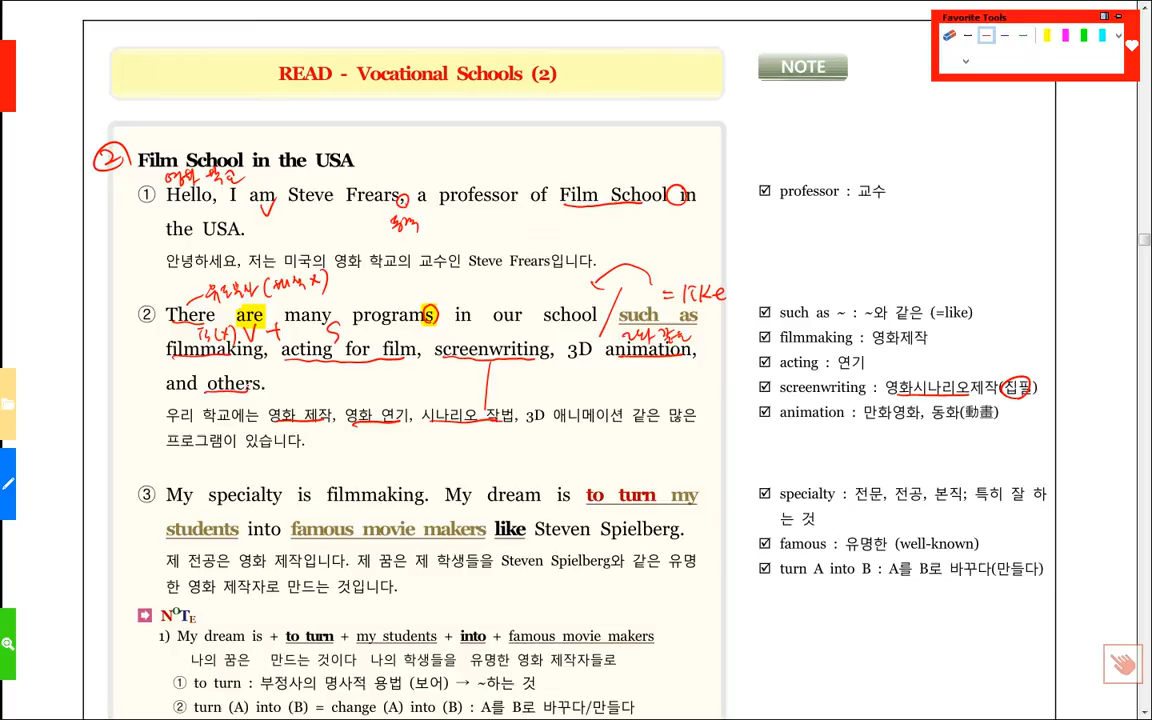 Favorite Tools
READ - Vocational Schools (2)
NOTE
② Film School in the USA
영화 학교
① Hello, I am Steve Frears, a professor of Film School in
동격
the USA.
안녕하세요, 저는 미국의 영화 학교의 교수인 Steve Frears입니다.
☑ professor : 교수
유도부사 (해석 x)
= like
② There are many programs in our school such as
is(x) V + S
~와 같은
filmmaking, acting for film, screenwriting, 3D animation,
and others.
우리 학교에는 영화 제작, 영화 연기, 시나리오 작법, 3D 애니메이션 같은 많은
프로그램이 있습니다.
☑ such as ~ : ~와 같은 (=like)
☑ filmmaking : 영화제작
☑ acting : 연기
☑ screenwriting : 영화시나리오제작(집필)
☑ animation : 만화영화, 동화(動畫)
③ My specialty is filmmaking. My dream is to turn my
students into famous movie makers like Steven Spielberg.
제 전공은 영화 제작입니다. 제 꿈은 제 학생들을 Steven Spielberg와 같은 유명
한 영화 제작자로 만드는 것입니다.
☑ specialty : 전문, 전공, 본직; 특히 잘 하
는 것
☑ famous : 유명한 (well-known)
☑ turn A into B : A를 B로 바꾸다(만들다)
NOTE
1) My dream is + to turn + my students + into + famous movie makers
나의 꿈은 만드는 것이다 나의 학생들을 유명한 영화 제작자들로
① to turn : 부정사의 명사적 용법 (보어) → ~하는 것
② turn (A) into (B) = change (A) into (B) : A를 B로 바꾸다/만들다